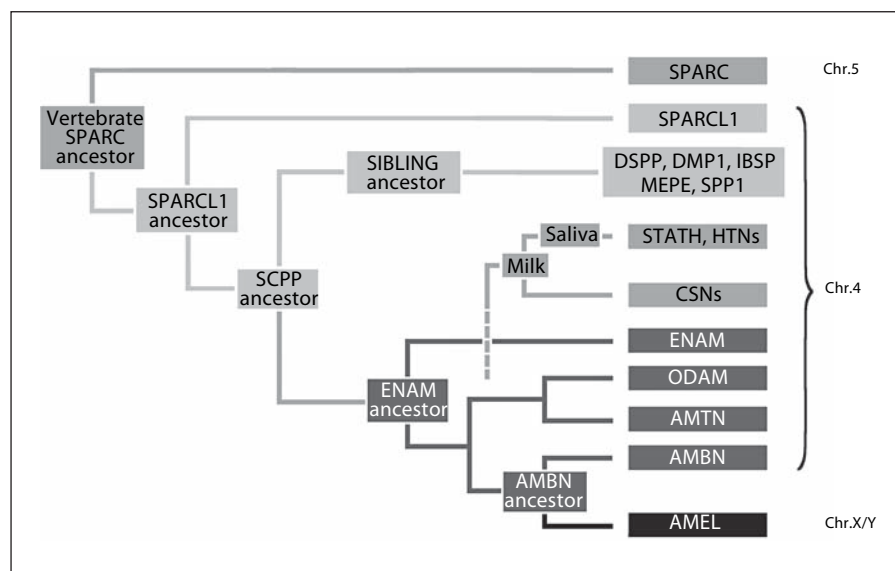 SPARC
Chr.5
Vertebrate
SPARC
ancestor
SPARCL1
SIBLING
ancestor
DSPP, DMP1, IBSP
MEPE, SPP1
SPARCL1
ancestor
Saliva
STATH, HTNs
Milk
SCPP
ancestor
CSNs
Chr.4
ENAM
ENAM
ancestor
ODAM
AMTN
AMBN
AMBN
ancestor
AMEL
Chr.X/Y